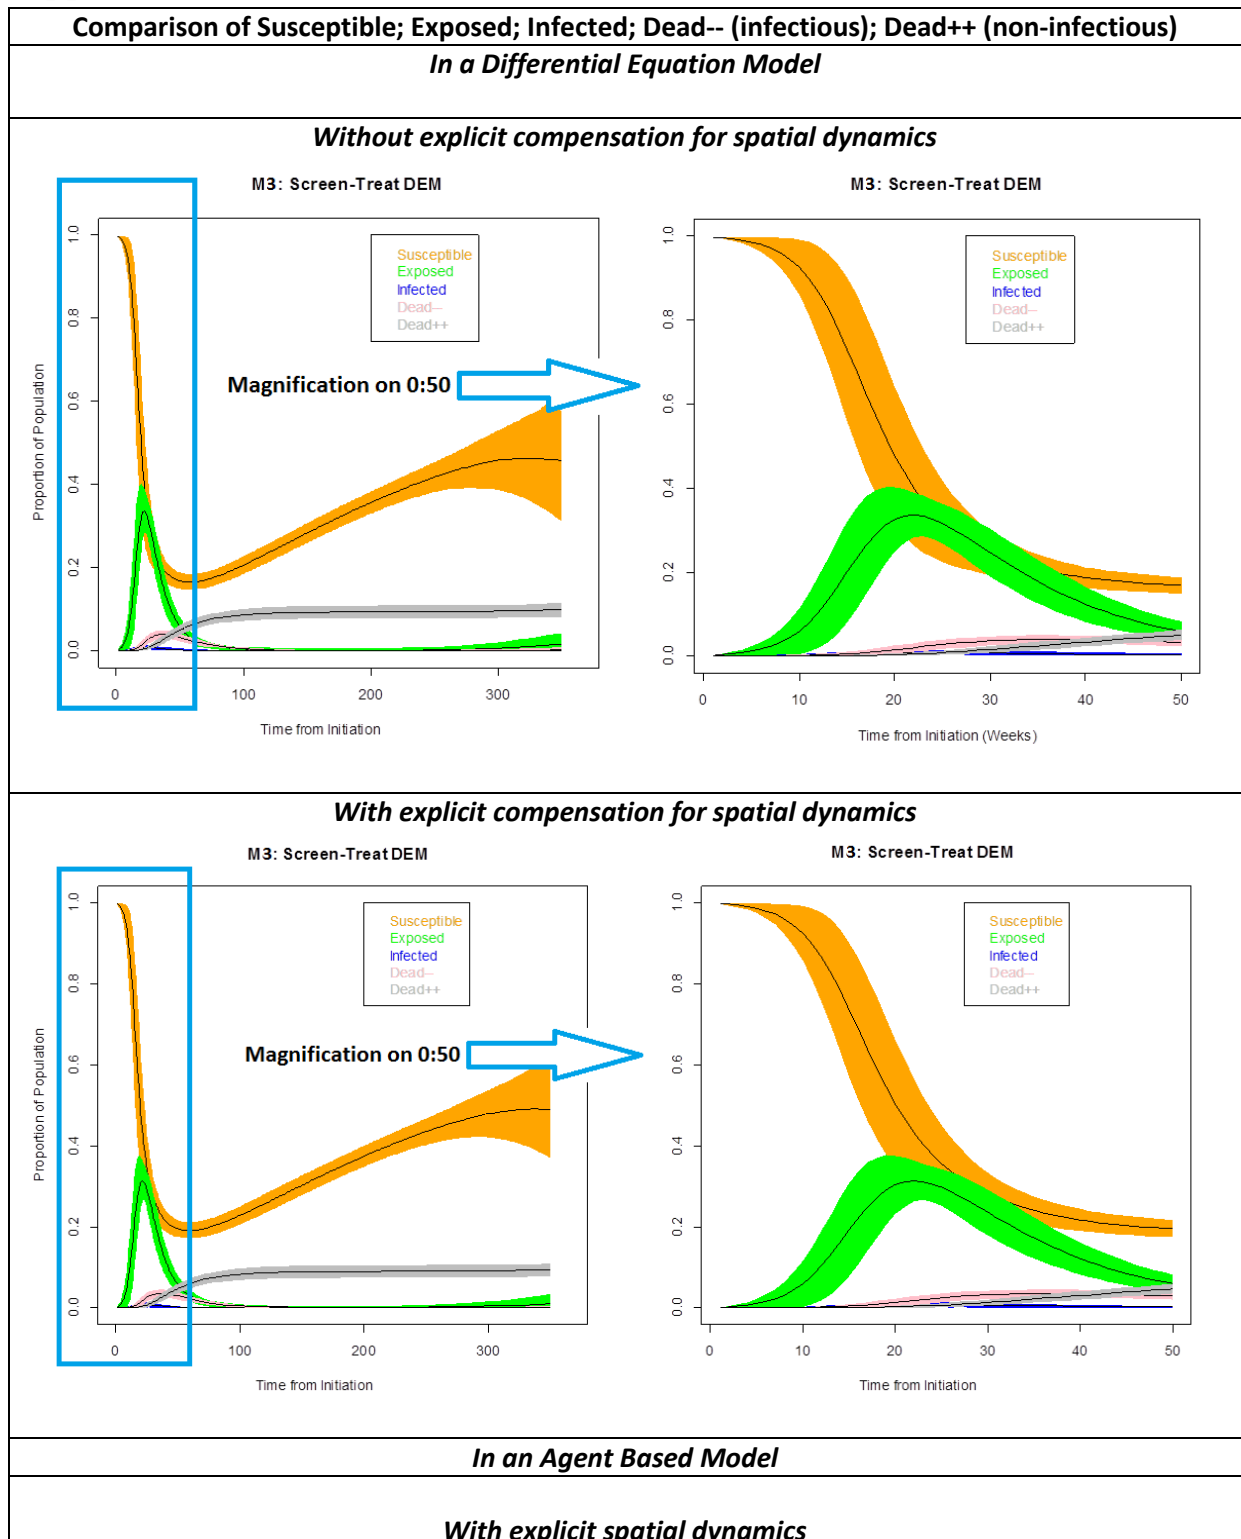 Comparison of Susceptible; Exposed; Infected; Dead-- (infectious); Dead++ (non-infectious)
In a Differential Equation Model
Without explicit compensation for spatial dynamics
M3: Screen-Treat DEM
Proportion of Population
0.0
0.2
0.4
0.6
0.8
1.0
Susceptible
Exposed
Infected
Dead--
Dead++
Magnification on 0:50
0
100
200
300
Time from Initiation
M3: Screen-Treat DEM
0.0
0.2
0.4
0.6
0.8
1.0
Susceptible
Exposed
Infected
Dead--
Dead++
0
10
20
30
40
50
Time from Initiation (Weeks)
With explicit compensation for spatial dynamics
M3: Screen-Treat DEM
Proportion of Population
0.0
0.2
0.4
0.6
0.8
1.0
Susceptible
Exposed
Infected
Dead--
Dead++
Magnification on 0:50
0
100
200
300
Time from Initiation
M3: Screen-Treat DEM
0.0
0.2
0.4
0.6
0.8
1.0
Susceptible
Exposed
Infected
Dead--
Dead++
0
10
20
30
40
50
Time from Initiation
In an Agent Based Model
With explicit spatial dynamics